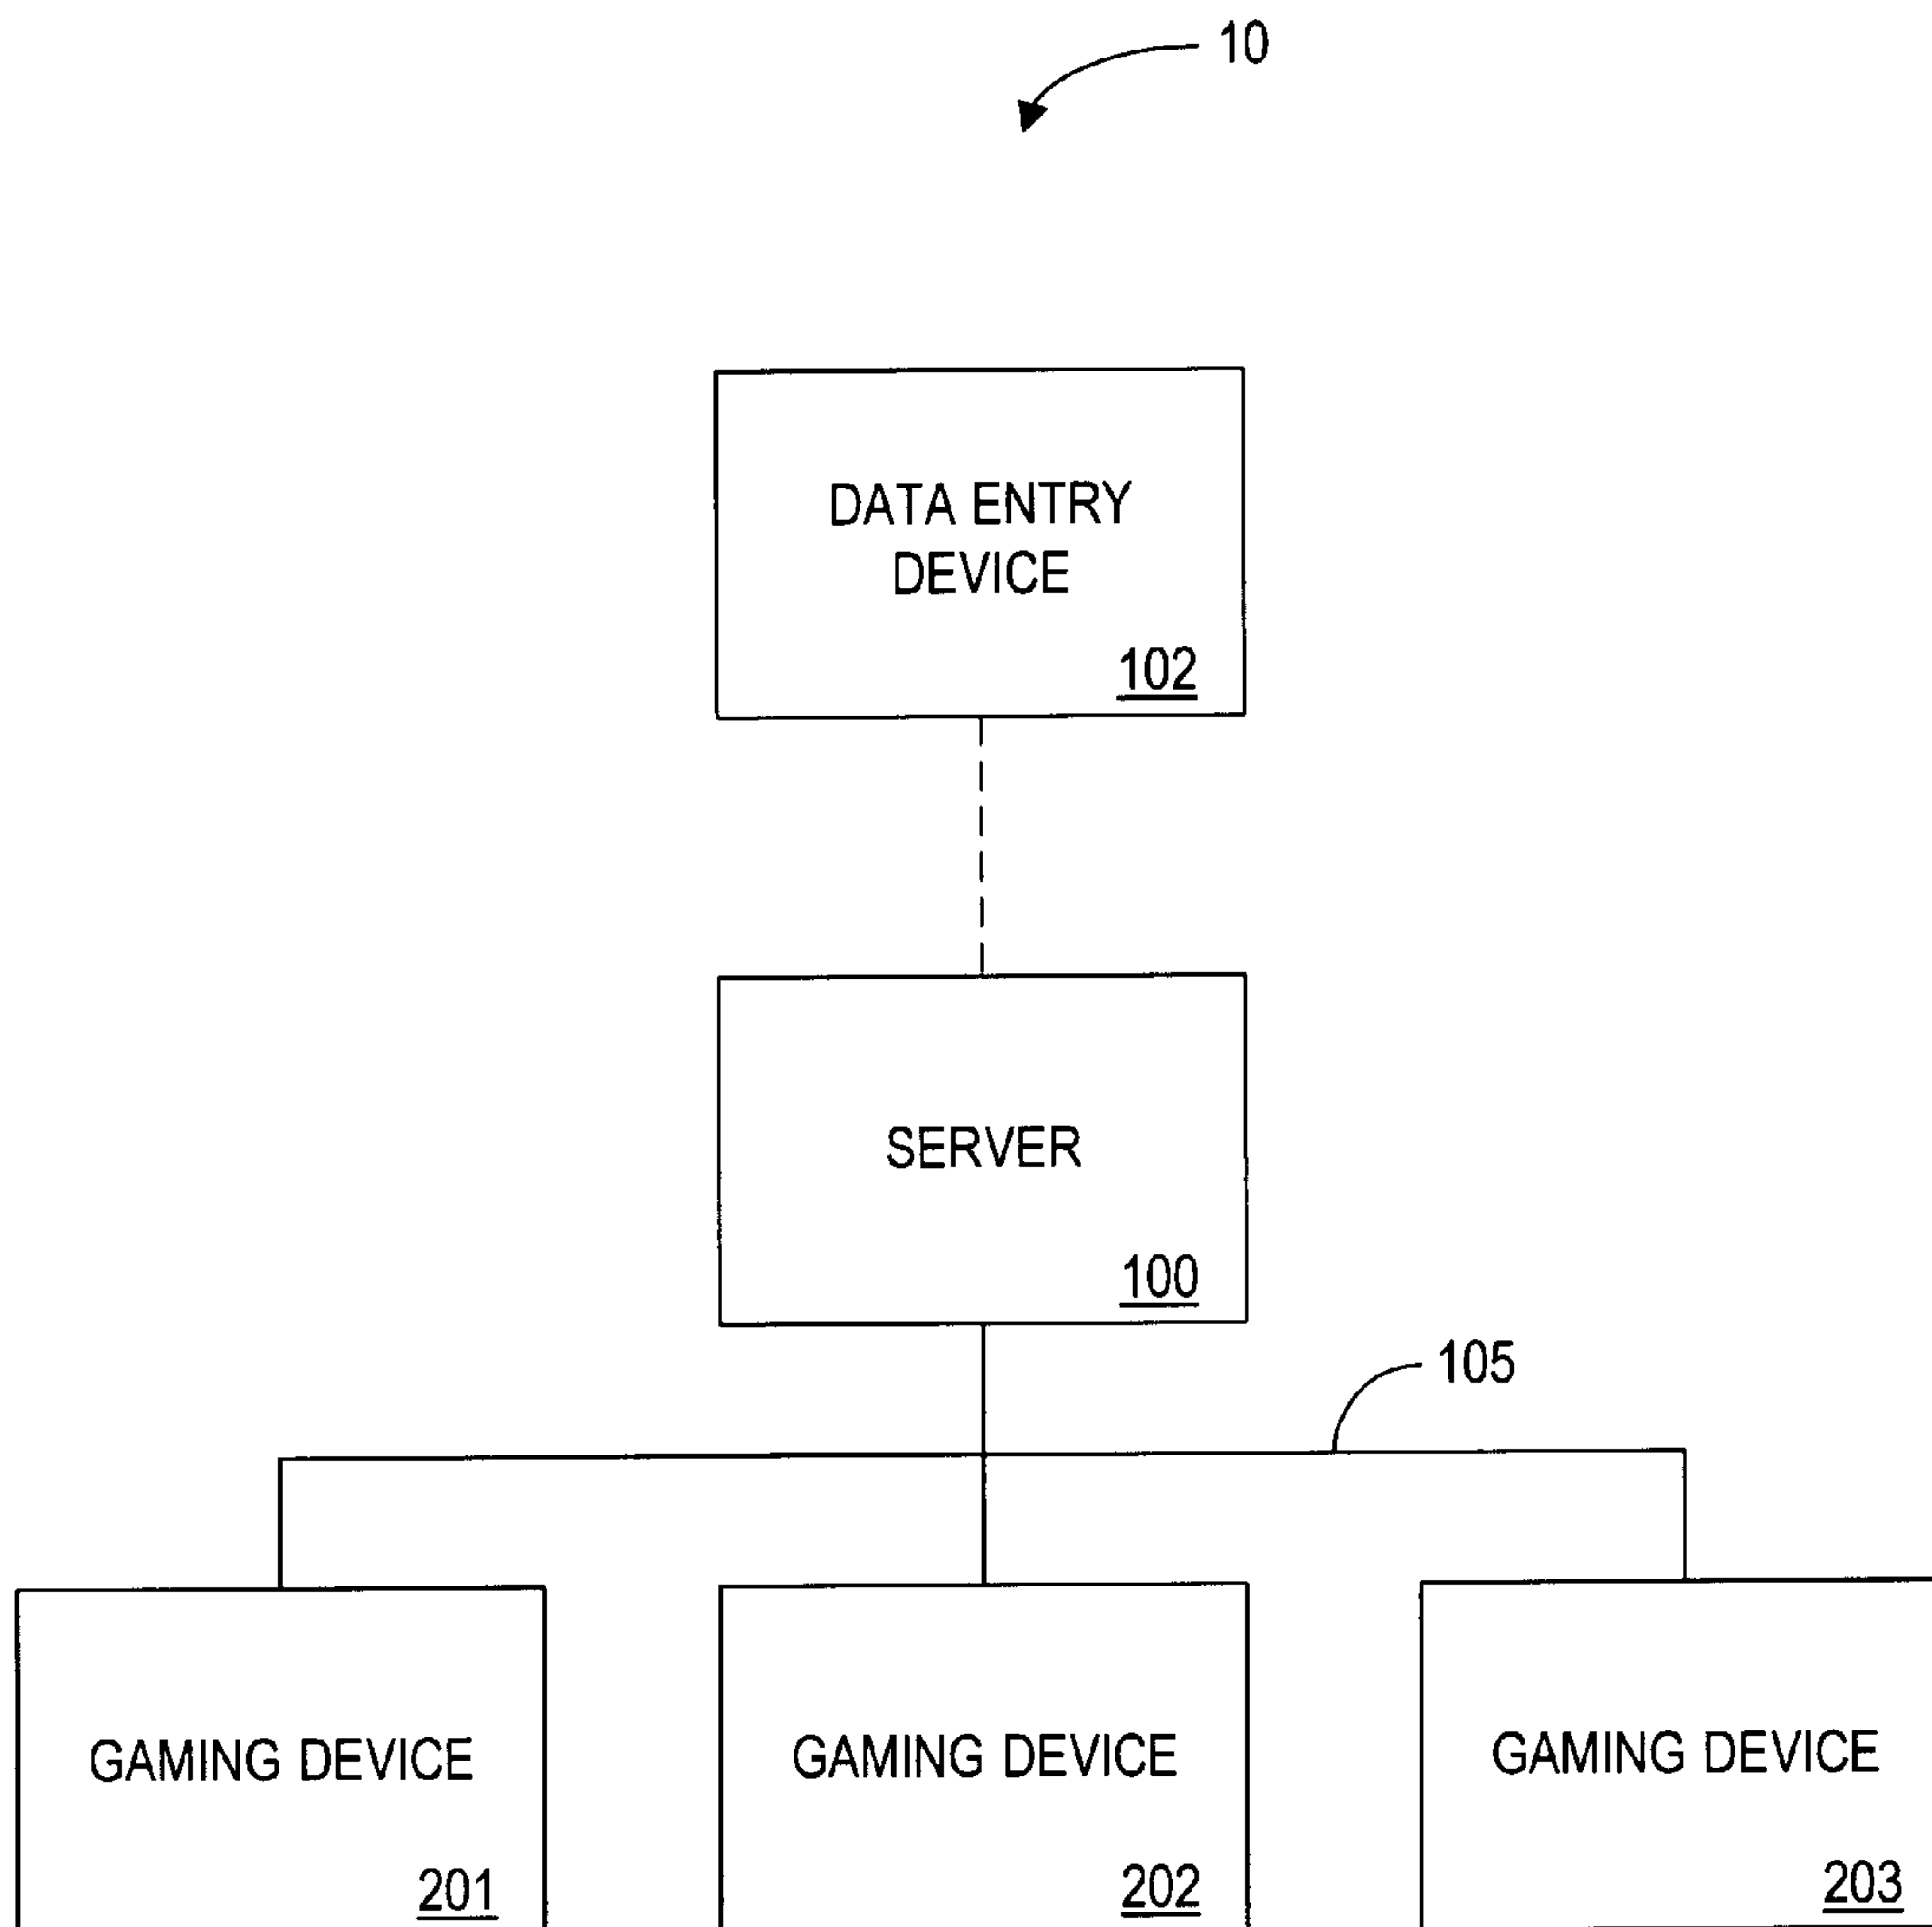 10
DATA ENTRY
DEVICE
102
SERVER
100
105
GAMING DEVICE
201
GAMING DEVICE
202
GAMING DEVICE
203